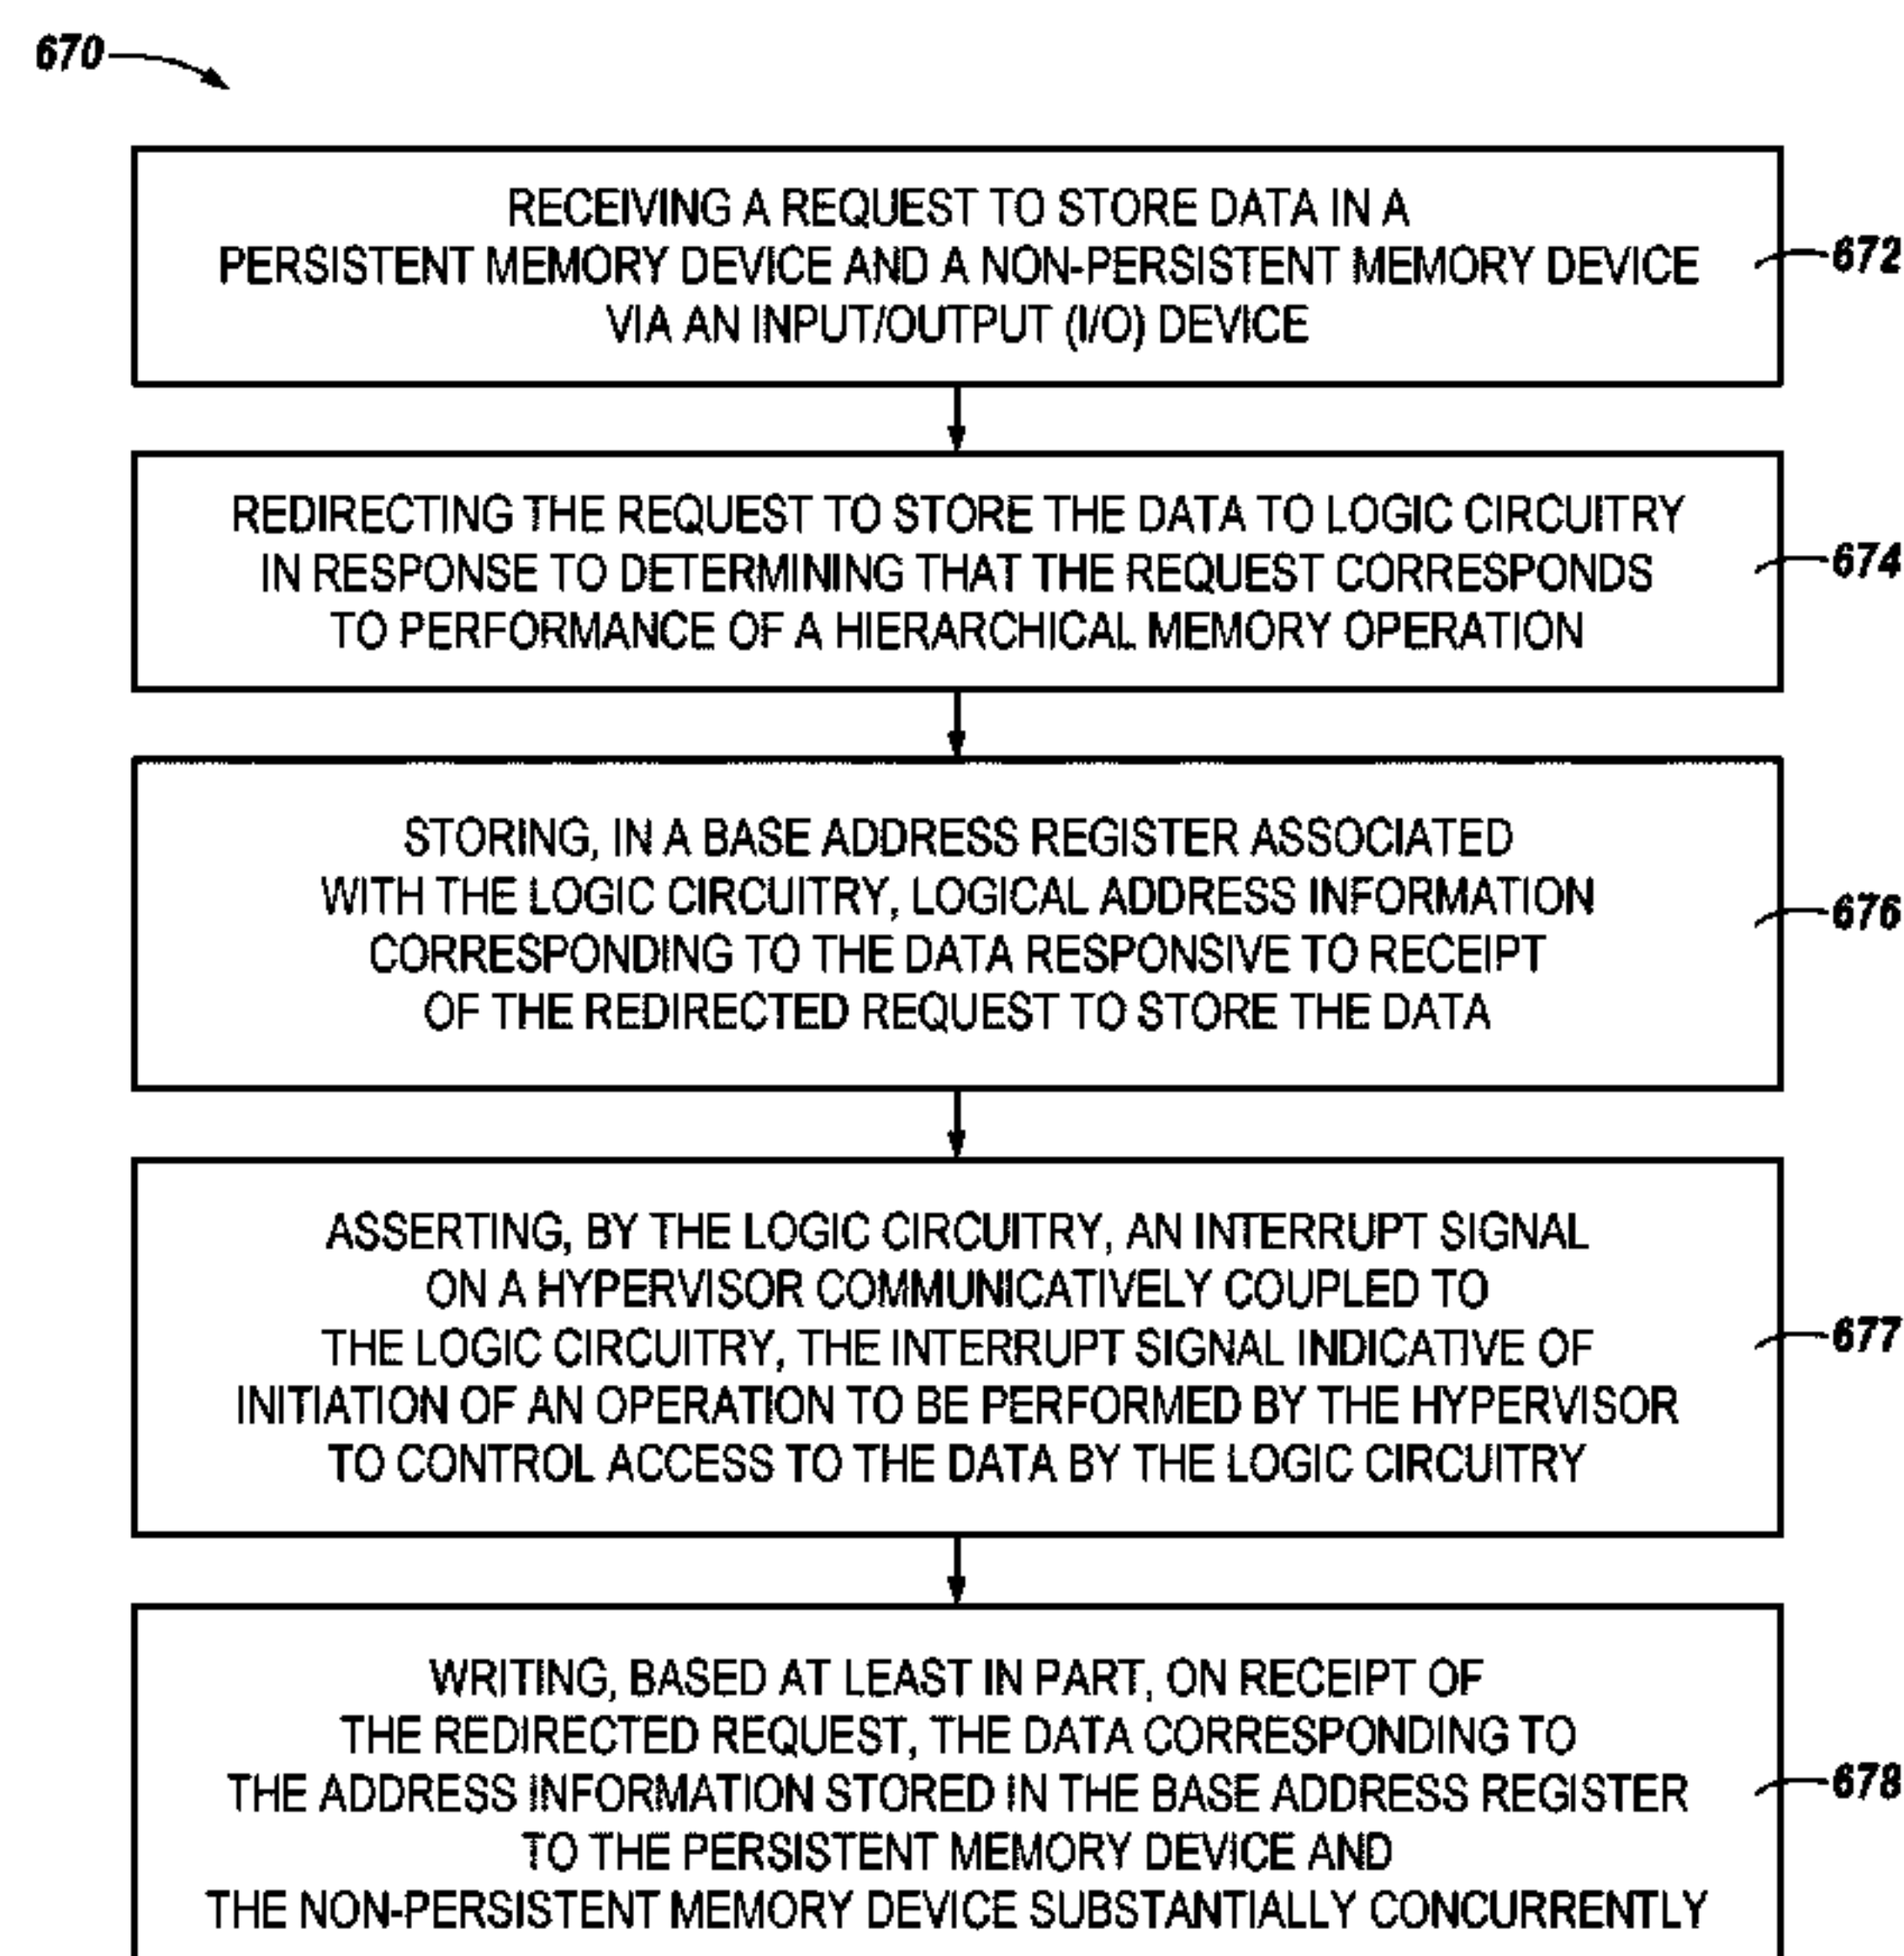 670
RECEIVING A REQUEST TO STORE DATA IN A
PERSISTENT MEMORY DEVICE AND A NON-PERSISTENT MEMORY DEVICE
VIA AN INPUT/OUTPUT (I/O) DEVICE
672
REDIRECTING THE REQUEST TO STORE THE DATA TO LOGIC CIRCUITRY
IN RESPONSE TO DETERMINING THAT THE REQUEST CORRESPONDS
TO PERFORMANCE OF A HIERARCHICAL MEMORY OPERATION
674
STORING, IN A BASE ADDRESS REGISTER ASSOCIATED
WITH THE LOGIC CIRCUITRY, LOGICAL ADDRESS INFORMATION
CORRESPONDING TO THE DATA RESPONSIVE TO RECEIPT
OF THE REDIRECTED REQUEST TO STORE THE DATA
676
ASSERTING, BY THE LOGIC CIRCUITRY, AN INTERRUPT SIGNAL
ON A HYPERVISOR COMMUNICATIVELY COUPLED TO
THE LOGIC CIRCUITRY, THE INTERRUPT SIGNAL INDICATIVE OF
INITIATION OF AN OPERATION TO BE PERFORMED BY THE HYPERVISOR
TO CONTROL ACCESS TO THE DATA BY THE LOGIC CIRCUITRY
677
WRITING, BASED AT LEAST IN PART, ON RECEIPT OF
THE REDIRECTED REQUEST, THE DATA CORRESPONDING TO
THE ADDRESS INFORMATION STORED IN THE BASE ADDRESS REGISTER
TO THE PERSISTENT MEMORY DEVICE AND
THE NON-PERSISTENT MEMORY DEVICE SUBSTANTIALLY CONCURRENTLY
678